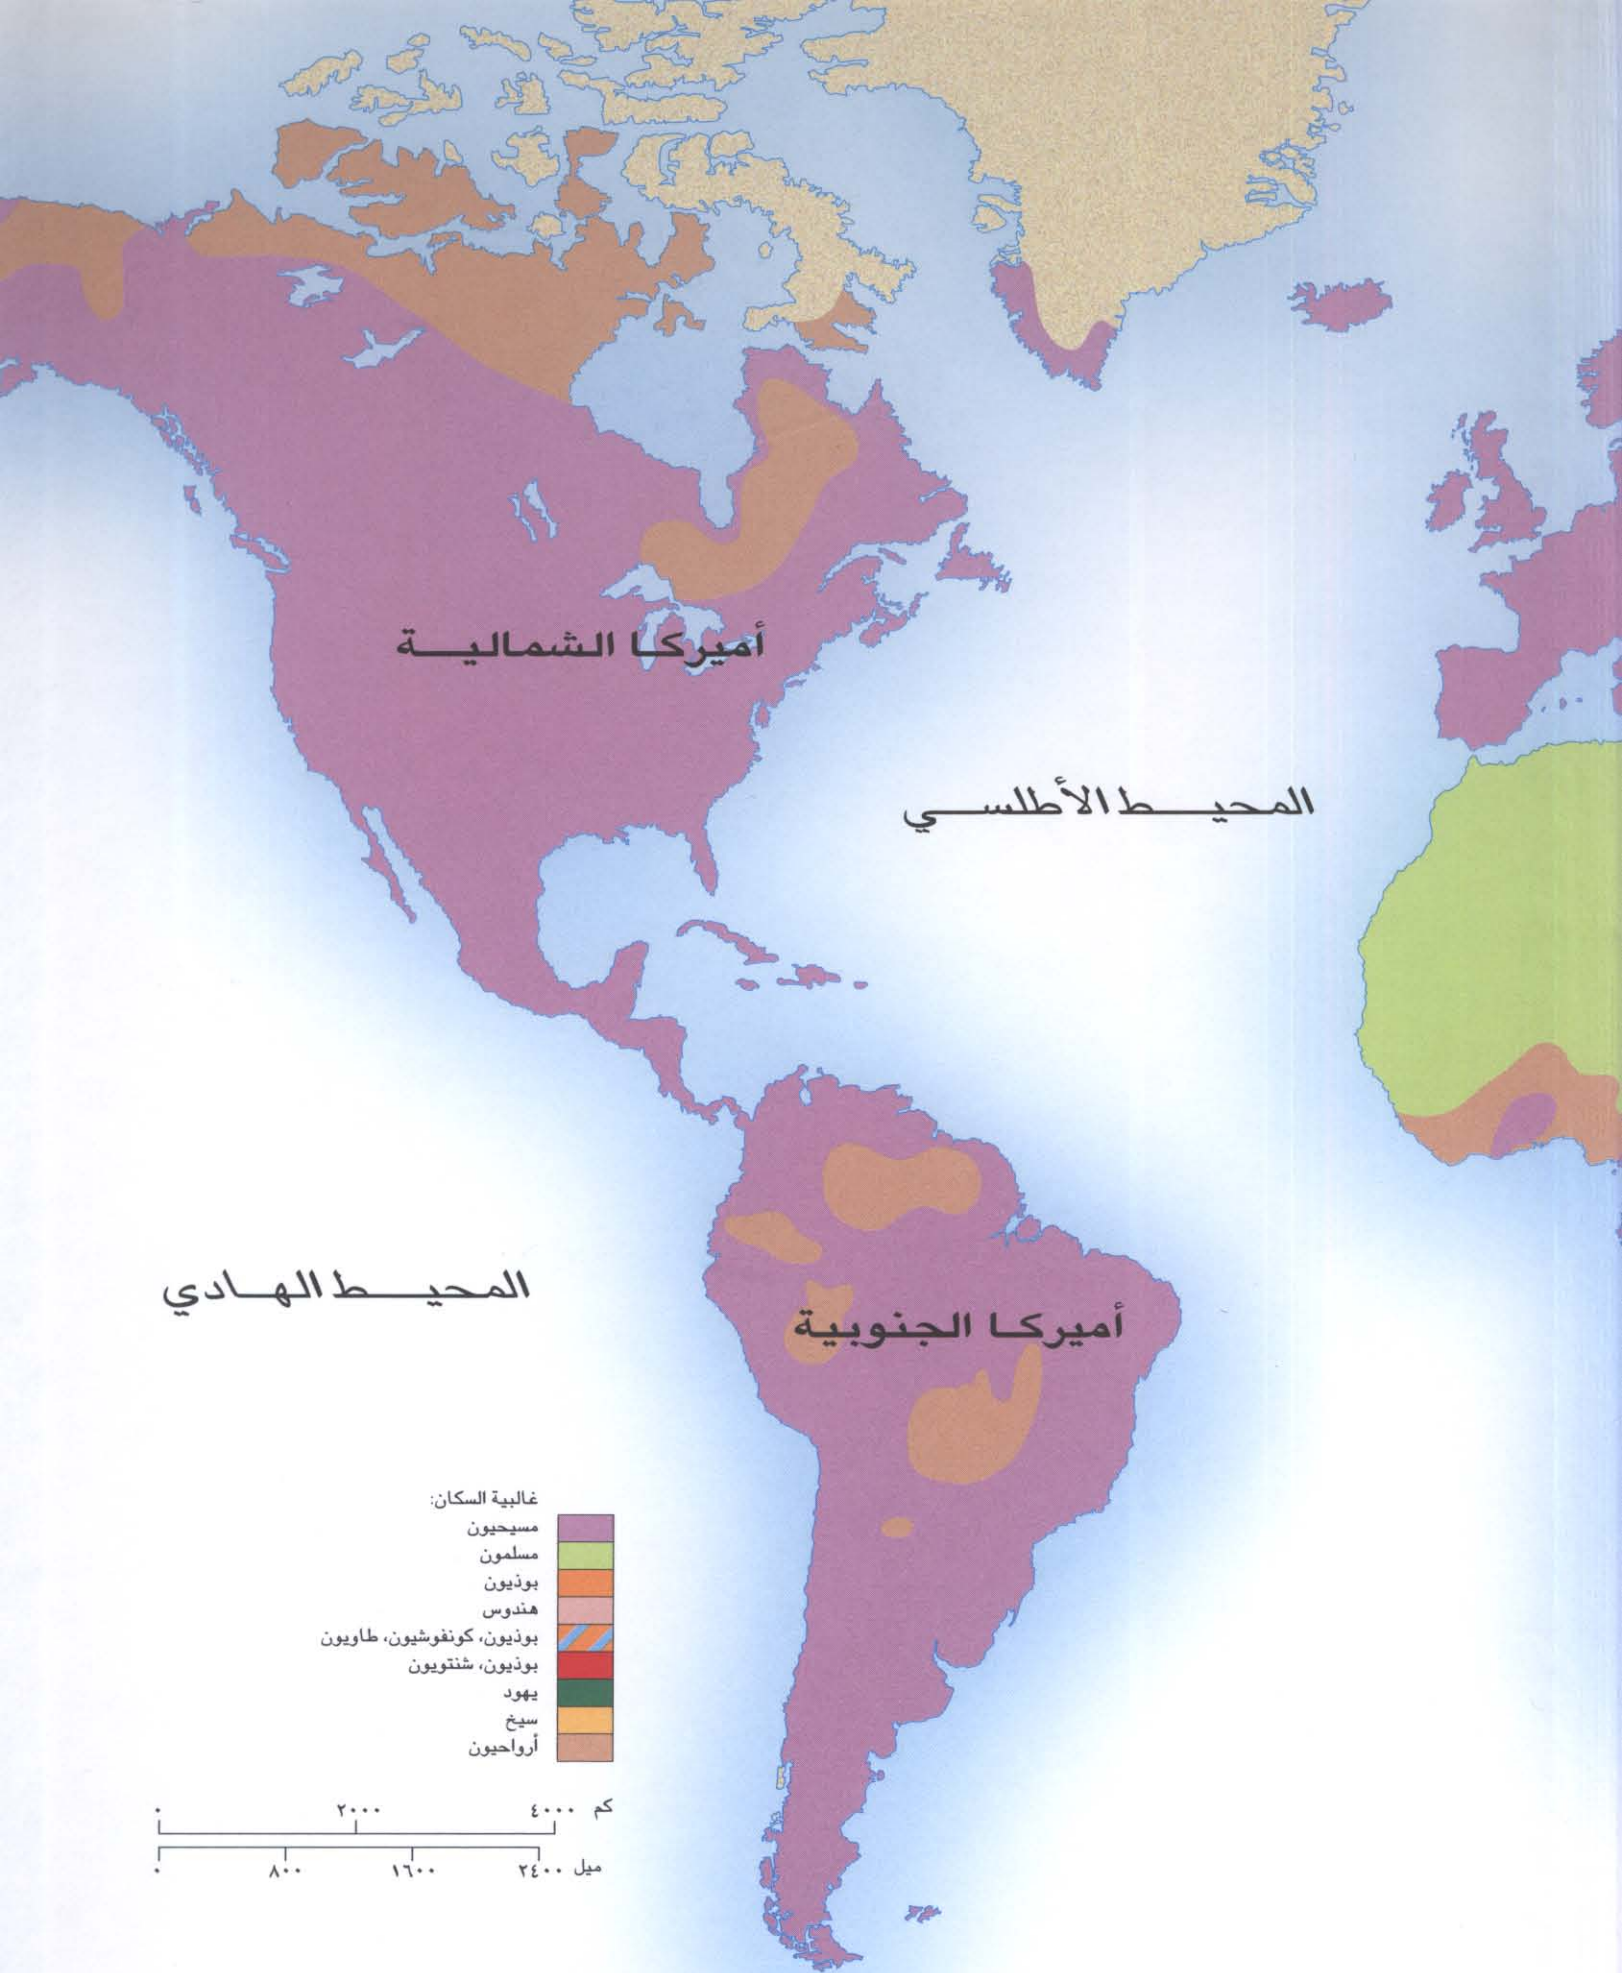 أميركا الشمالية
المحيط الأطلسي
المحيط الهادي
أميركا الجنوبية
غالبية السكان:
مسيحيون
مسلمون
بوذيون
هندوس
بوذيون، كونفوشيون، طاويون
بوذيون، شنتويون
يهود
سيخ
أرواحيون
٠ ٢٠٠٠ ٤٠٠٠ كم
٠ ٨٠٠ ١٦٠٠ ٢٤٠٠ ميل